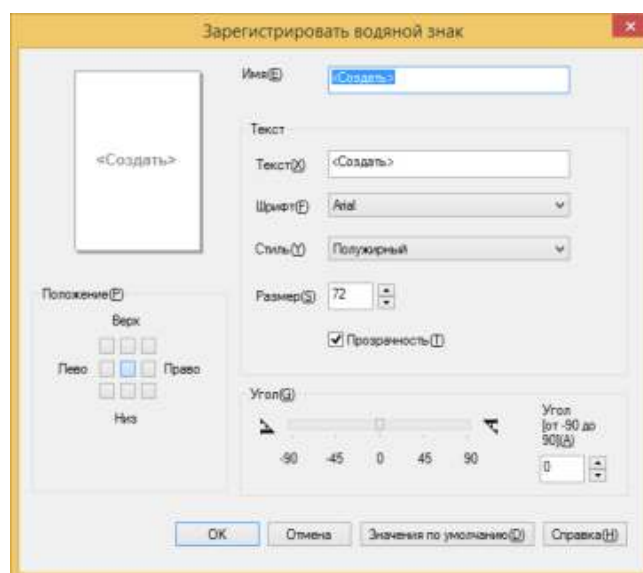 Зарегистрировать водяной знак
x
<Создать>
Имя(E)
<Создать>
Текст
Текст(X)
<Создать>
Шрифт(F)
Arial
Стиль(Y)
Полужирный
Размер(S)
72
Прозрачность(T)
Положение(P)
Верх
Лево
Право
Низ
Угол(G)
A
A
-90 -45 0 45 90
Угол
[от -90 до
90](A)
0
OK Отмена Значения по умолчанию(D) Справка(H)